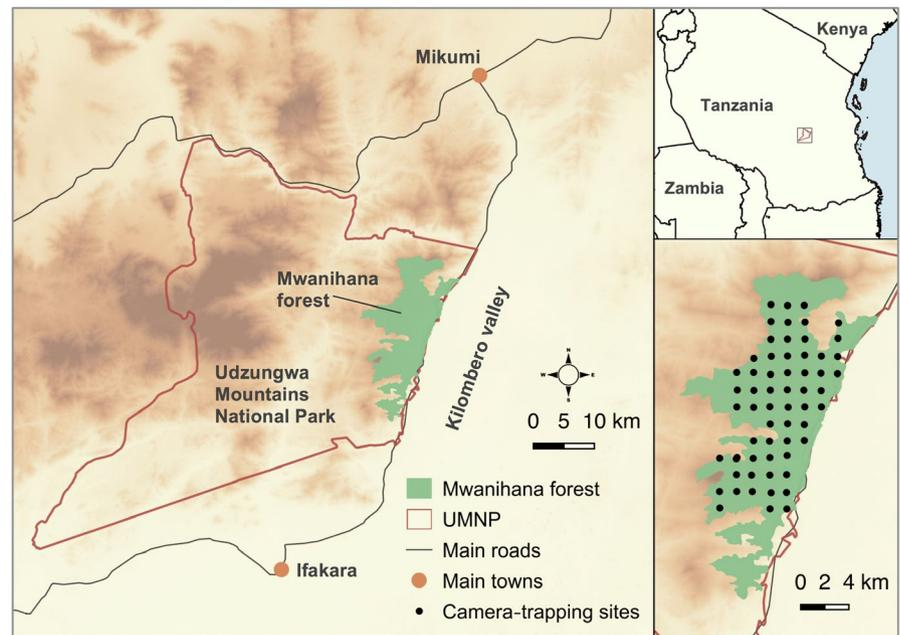 Mikumi
Mwanihana
forest
Udzungwa
Mountains
National Park
Kilombero valley
N
W
E
S
0 5 10 km
Mwanihana forest
UMNP
Main roads
Main towns
Camera-trapping sites
Ifakara
Kenya
Tanzania
Zambia
0 2 4 km